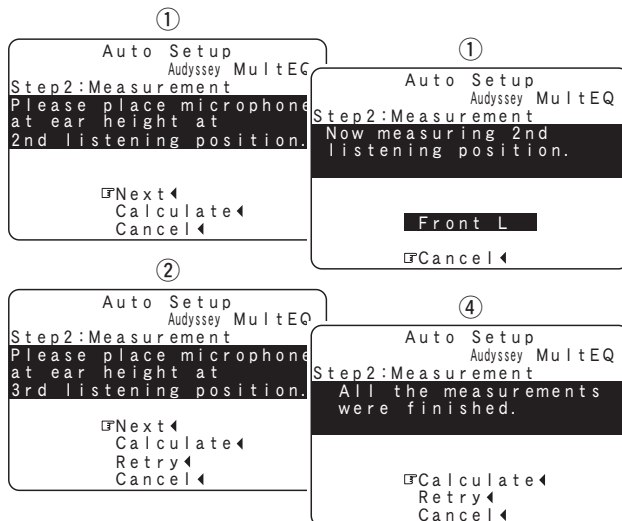 ①
Auto Setup
Audyssey MultEQ
Step2:Measurement
Please place microphone
at ear height at
2nd listening position.
☞Next◀
Calculate◀
Cancel◀
①
Auto Setup
Audyssey MultEQ
Step2:Measurement
Now measuring 2nd
listening position.
Front L
☞Cancel◀
②
Auto Setup
Audyssey MultEQ
Step2:Measurement
Please place microphone
at ear height at
3rd listening position.
☞Next◀
Calculate◀
Retry◀
Cancel◀
④
Auto Setup
Audyssey MultEQ
Step2:Measurement
All the measurements
were finished.
☞Calculate◀
Retry◀
Cancel◀